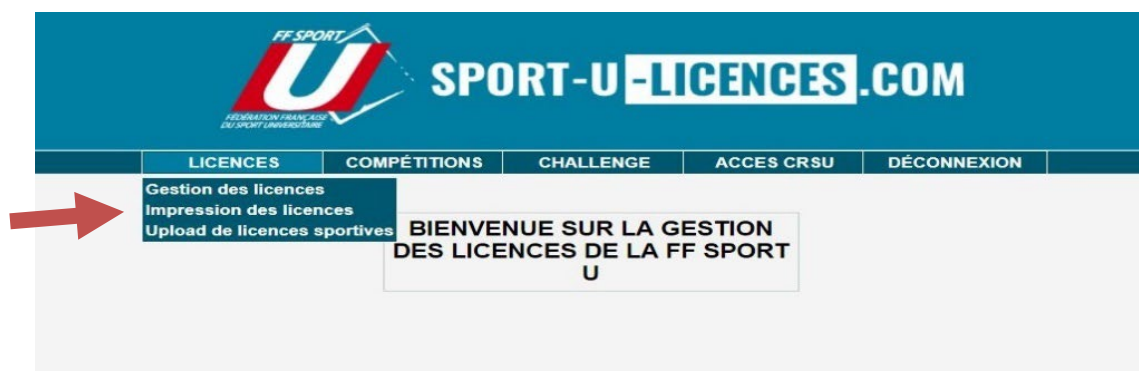 FF SPORT
U
FÉDÉRATION FRANÇAISE
DU SPORT UNIVERSITAIRE
SPORT-U-LICENCES.COM
LICENCES COMPÉTITIONS CHALLENGE ACCES CRSU DÉCONNEXION
Gestion des licences
Impression des licences
Upload de licences sportives
BIENVENUE SUR LA GESTION
DES LICENCES DE LA FF SPORT
U